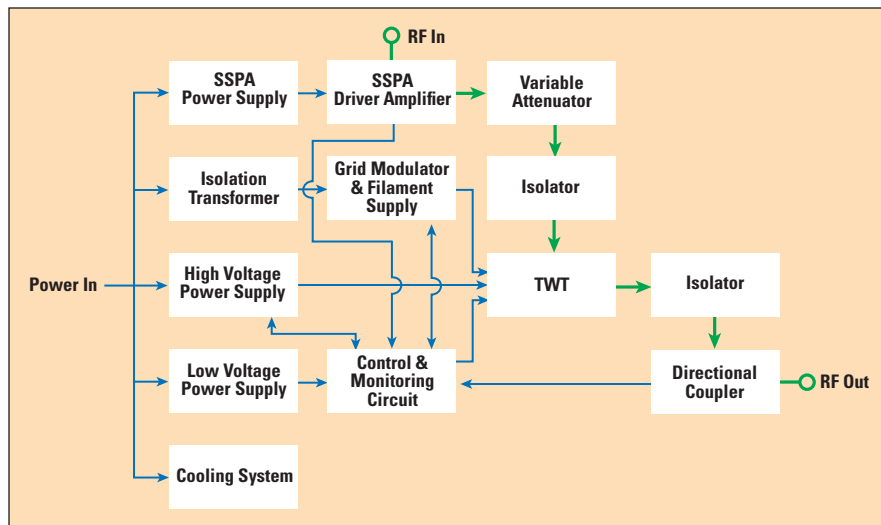 RF In
SSPA
Power Supply
SSPA
Driver Amplifier
Variable
Attenuator
Isolation
Transformer
Grid Modulator
& Filament
Supply
Isolator
Power In
High Voltage
Power Supply
TWT
Isolator
Low Voltage
Power Supply
Control &
Monitoring
Circuit
Directional
Coupler
RF Out
Cooling System